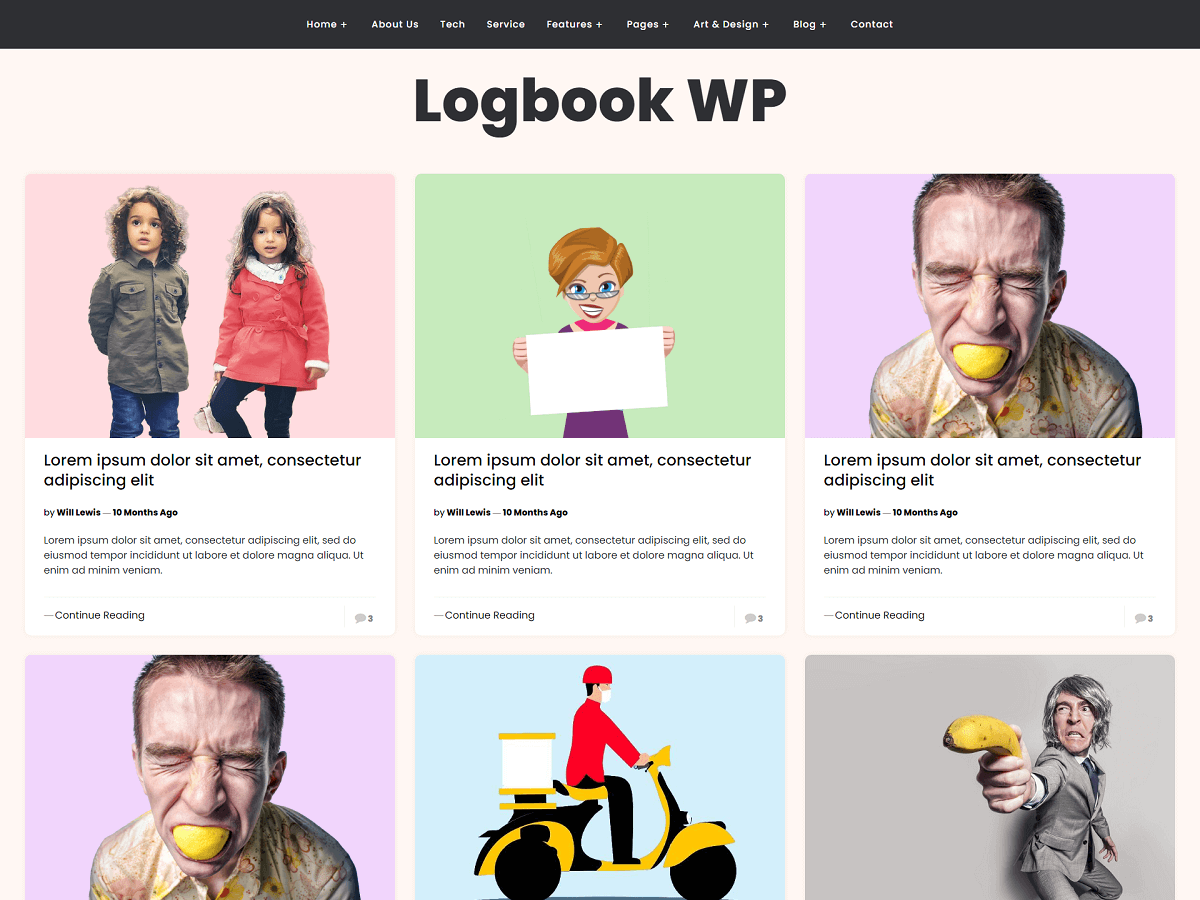 Home + About Us Tech Service Features + Pages + Art & Design + Blog + Contact
Logbook WP
Lorem ipsum dolor sit amet, consectetur
adipiscing elit
by Will Lewis — 10 Months Ago
Lorem ipsum dolor sit amet, consectetur adipiscing elit, sed do
eiusmod tempor incididunt ut labore et dolore magna aliqua. Ut
enim ad minim veniam.
—Continue Reading 3
Lorem ipsum dolor sit amet, consectetur
adipiscing elit
by Will Lewis — 10 Months Ago
Lorem ipsum dolor sit amet, consectetur adipiscing elit, sed do
eiusmod tempor incididunt ut labore et dolore magna aliqua. Ut
enim ad minim veniam.
—Continue Reading 3
Lorem ipsum dolor sit amet, consectetur
adipiscing elit
by Will Lewis — 10 Months Ago
Lorem ipsum dolor sit amet, consectetur adipiscing elit, sed do
eiusmod tempor incididunt ut labore et dolore magna aliqua. Ut
enim ad minim veniam.
—Continue Reading 3